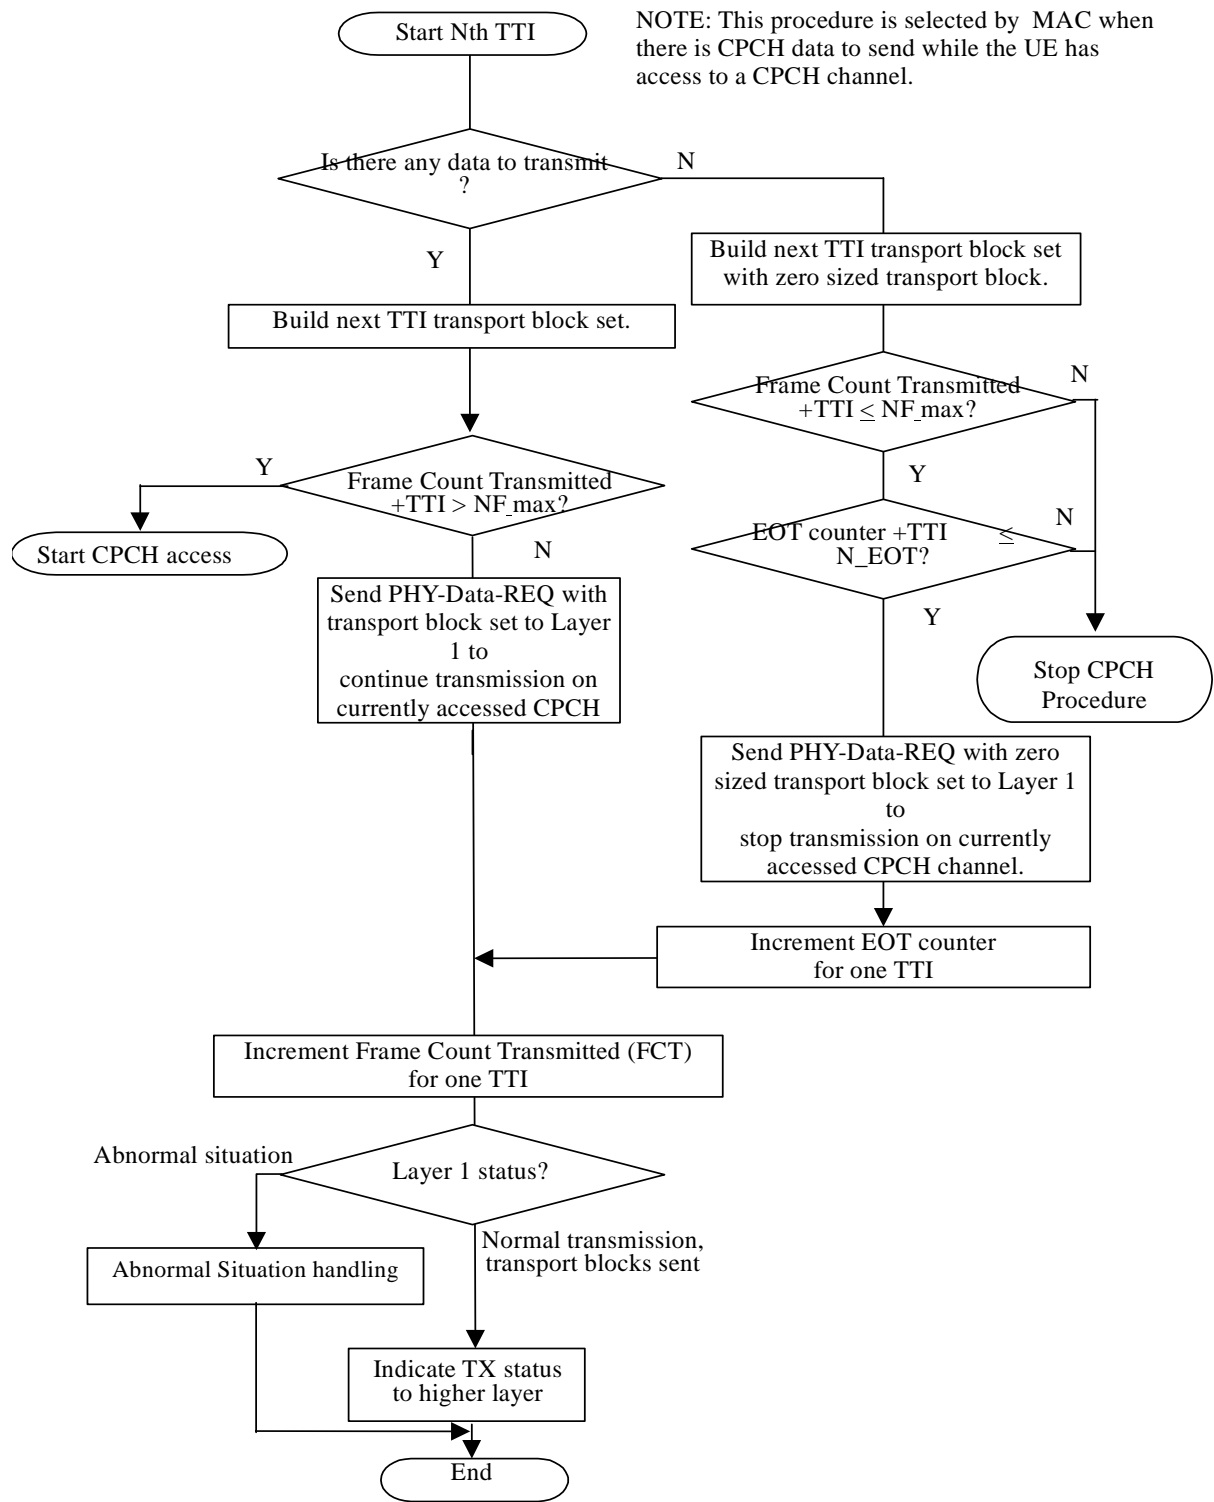 Start Nth TTI
NOTE: This procedure is selected by MAC when
there is CPCH data to send while the UE has
access to a CPCH channel.
Is there any data to transmit
?
N
Y
Build next TTI transport block set
with zero sized transport block.
Build next TTI transport block set.
Frame Count Transmitted
+TTI ≤ NF_max?
N
Y
Y
Frame Count Transmitted
+TTI > NF_max?
N
Start CPCH access
EOT counter +TTI ≤
N_EOT?
N
Y
Send PHY-Data-REQ with
transport block set to Layer
1 to
continue transmission on
currently accessed CPCH
Stop CPCH
Procedure
Send PHY-Data-REQ with zero
sized transport block set to Layer 1
to
stop transmission on currently
accessed CPCH channel.
Increment EOT counter
for one TTI
Increment Frame Count Transmitted (FCT)
for one TTI
Abnormal situation
Layer 1 status?
Normal transmission,
transport blocks sent
Abnormal Situation handling
Indicate TX status
to higher layer
End